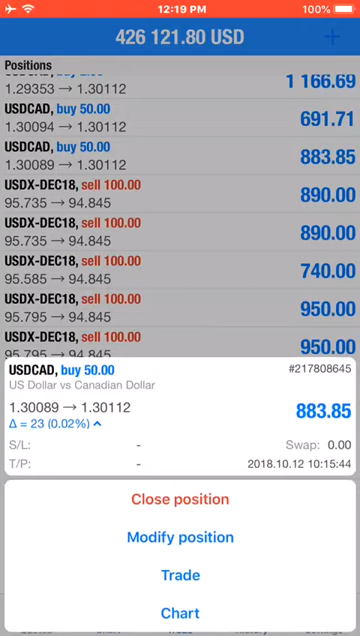 12:19 PM
100%
426 121.80 USD
+
Positions
USDCAD, buy
1.29353 → 1.30112
1 166.69
USDCAD, buy 50.00
1.30094 → 1.30112
691.71
USDCAD, buy 50.00
1.30089 → 1.30112
883.85
USDX-DEC18, sell 100.00
95.735 → 94.845
890.00
USDX-DEC18, sell 100.00
95.735 → 94.845
890.00
USDX-DEC18, sell 100.00
95.585 → 94.845
740.00
USDX-DEC18, sell 100.00
95.795 → 94.845
950.00
USDX-DEC18, sell 100.00
95.795 → 94.845
950.00
USDCAD, buy 50.00
#217808645
US Dollar vs Canadian Dollar
1.30089 → 1.30112
883.85
Δ = 23 (0.02%)
S/L: -
Swap: 0.00
T/P: -
2018.10.12 10:15:44
Close position
Modify position
Trade
Chart